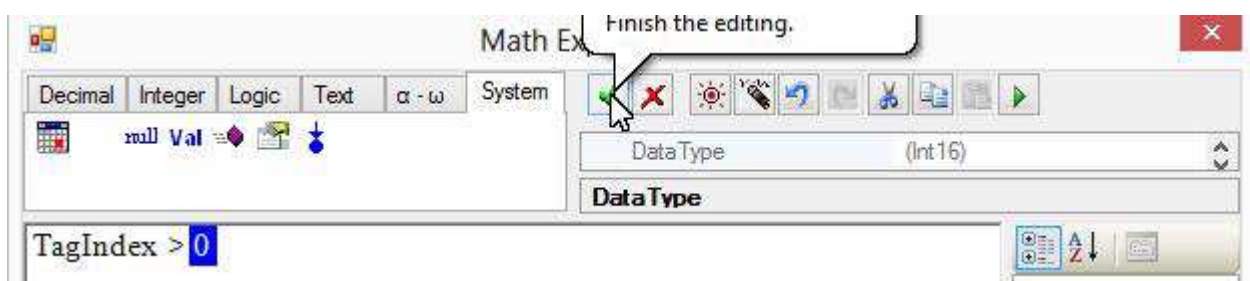 Finish the editing.
Math Ex
Decimal Integer Logic Text α - ω System
null Val
DataType (Int16)
DataType
TagIndex > 0